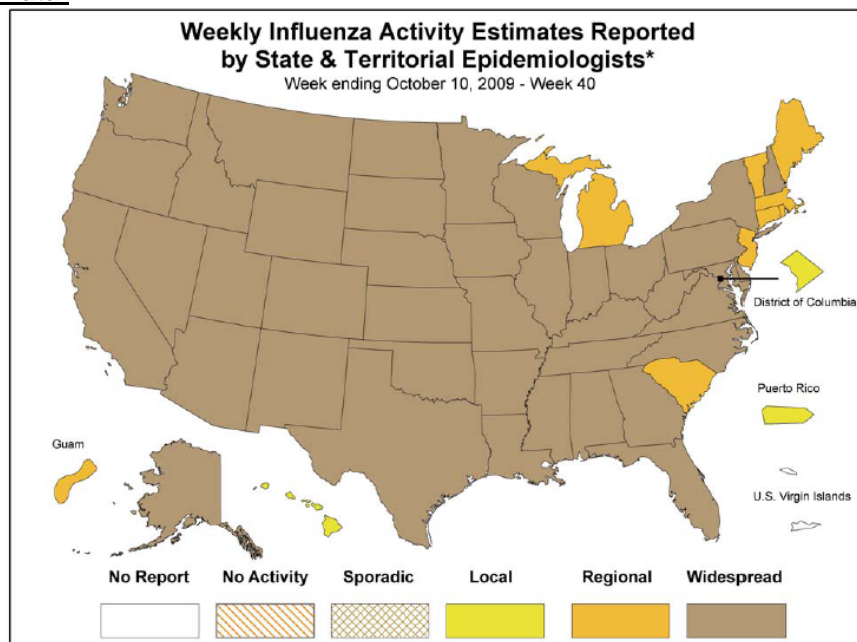 Weekly Influenza Activity Estimates Reported
by State & Territorial Epidemiologists*
Week ending October 10, 2009 - Week 40
District of Columbia
Puerto Rico
Guam
U.S. Virgin Islands
No Report No Activity Sporadic Local Regional Widespread